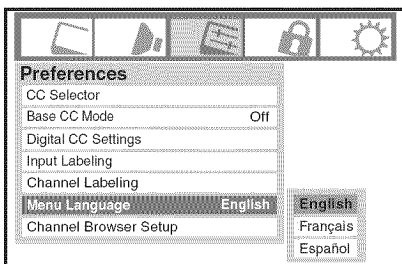 Preferences
CC Selector
Base CC Mode Off
Digital CC Settings
Input Labeling
Channel Labeling
Menu Language English
English
Channel Browser Setup
Français
Español